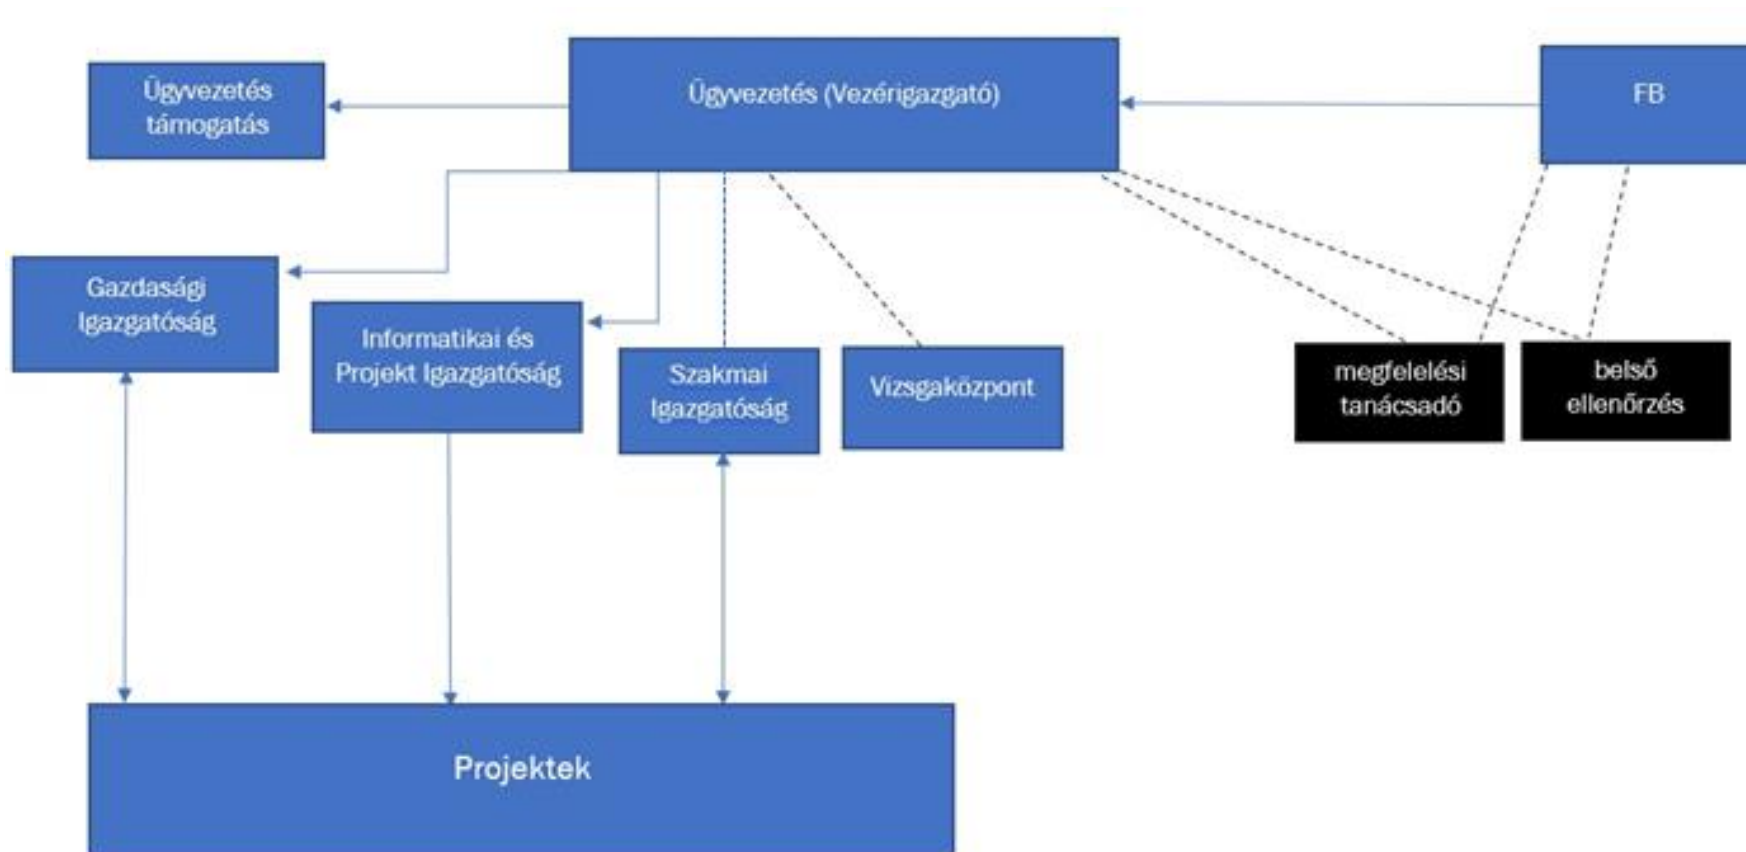 Ügyvezetés
támogatás
Ügyvezetés (Vezérigazgató)
FB
Gazdasági
Igazgatóság
Informatikai és
Projekt Igazgatóság
Szakmai
Igazgatóság
Vizsgaközpont
megfelelési
tanácsadó
belső
ellenőrzés
Projektek